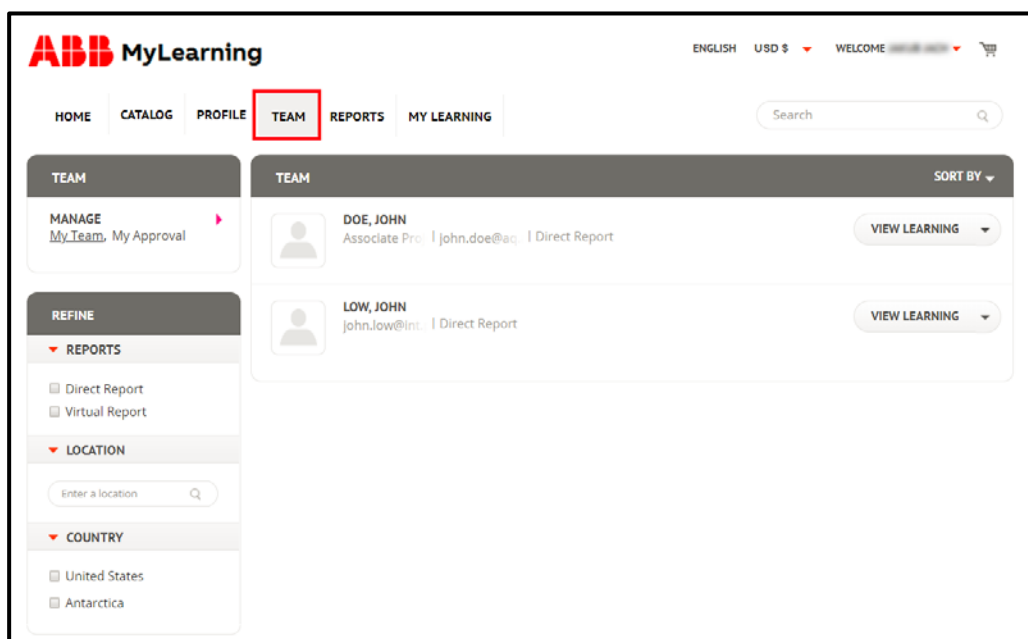 ABB MyLearning
ENGLISH USD $ WELCOME
HOME CATALOG PROFILE TEAM REPORTS MY LEARNING
Search
TEAM
MANAGE
My Team, My Approval
REFINE
REPORTS
Direct Report
Virtual Report
LOCATION
Enter a location
COUNTRY
United States
Antarctica
TEAM SORT BY
DOE, JOHN
Associate Pro | john.doe@aq | Direct Report
VIEW LEARNING
LOW, JOHN
john.low@int | Direct Report
VIEW LEARNING